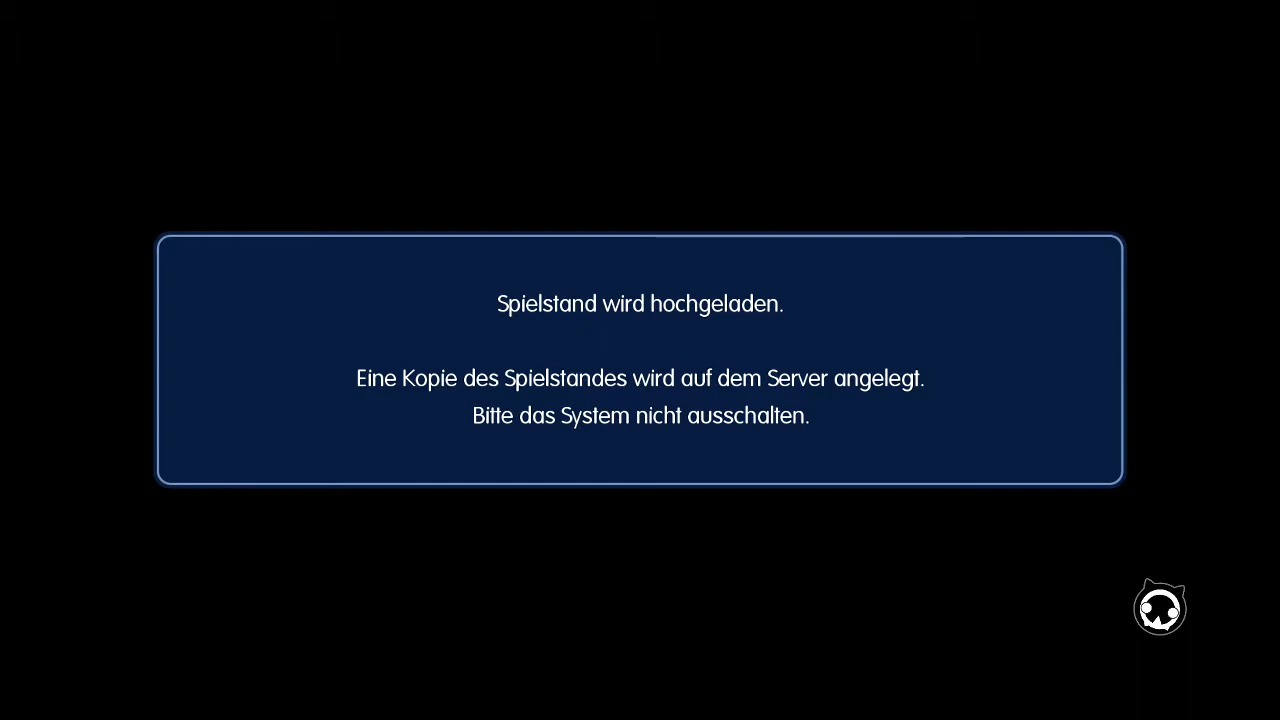 Spielstand wird hochgeladen.
Eine Kopie des Spielstandes wird auf dem Server angelegt.
Bitte das System nicht ausschalten.